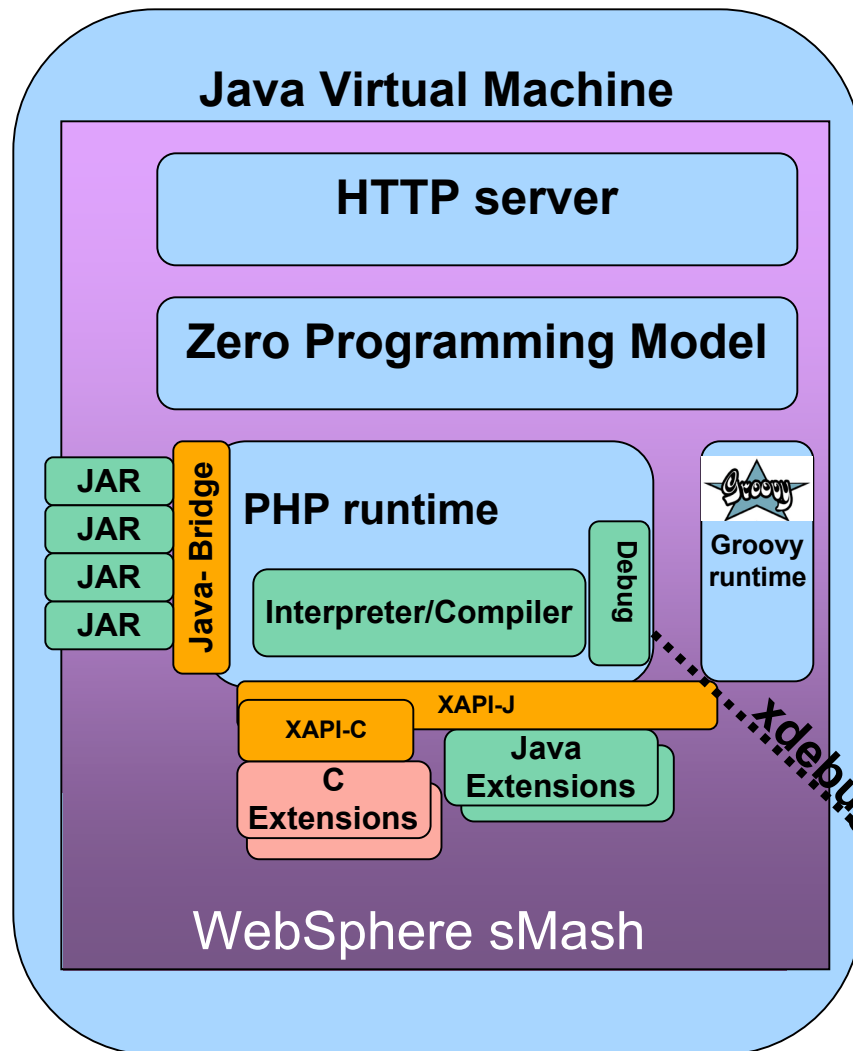 Java Virtual Machine
HTTP server
Zero Programming Model
JAR
JAR
JAR
JAR
Java- Bridge
PHP runtime
Interpreter/Compiler
Debug
Groovy
Groovy
runtime
XAPI-J
XAPI-C
Java
Extensions
C
Extensions
WebSphere sMash